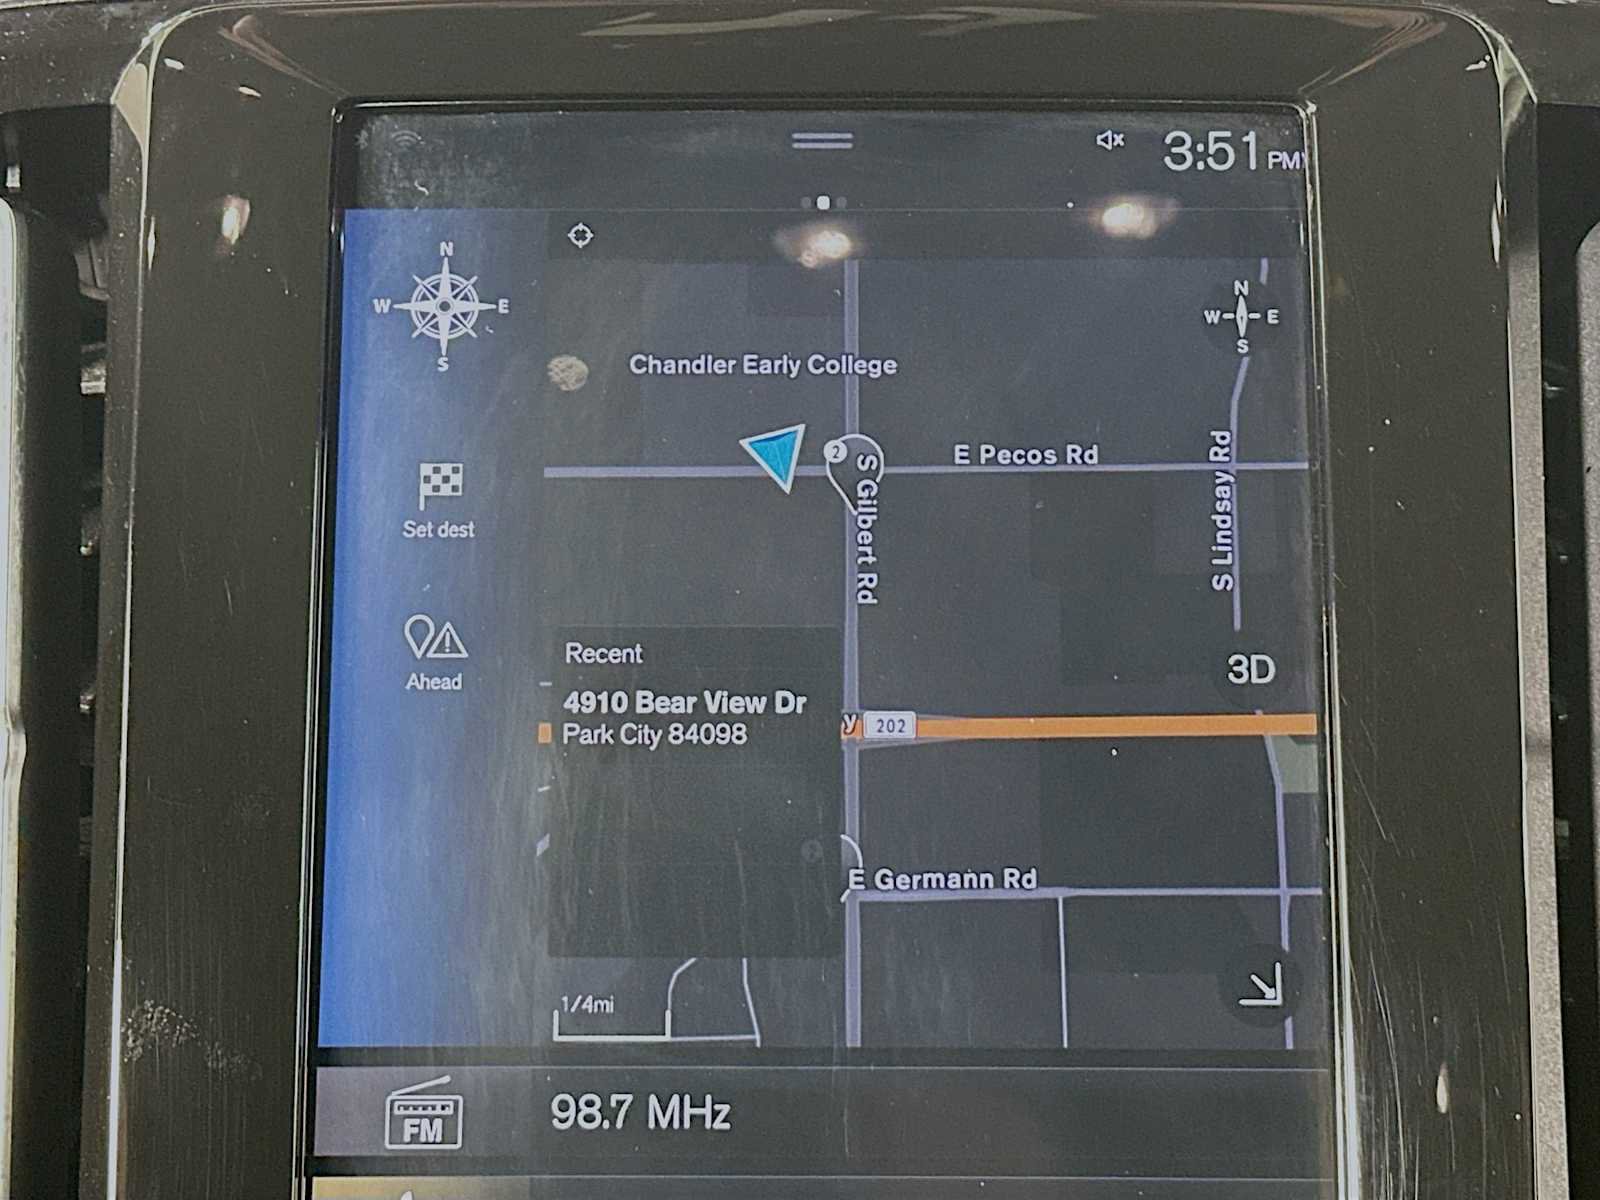 3:51 PM
N
W E
S
N
W E
S
Chandler Early College
2
E Pecos Rd
S Gilbert Rd
S Lindsay Rd
Set dest
Ahead
3D
Recent
4910 Bear View Dr
Park City 84098
y
202
E Germann Rd
1/4mi
FM
98.7 MHz